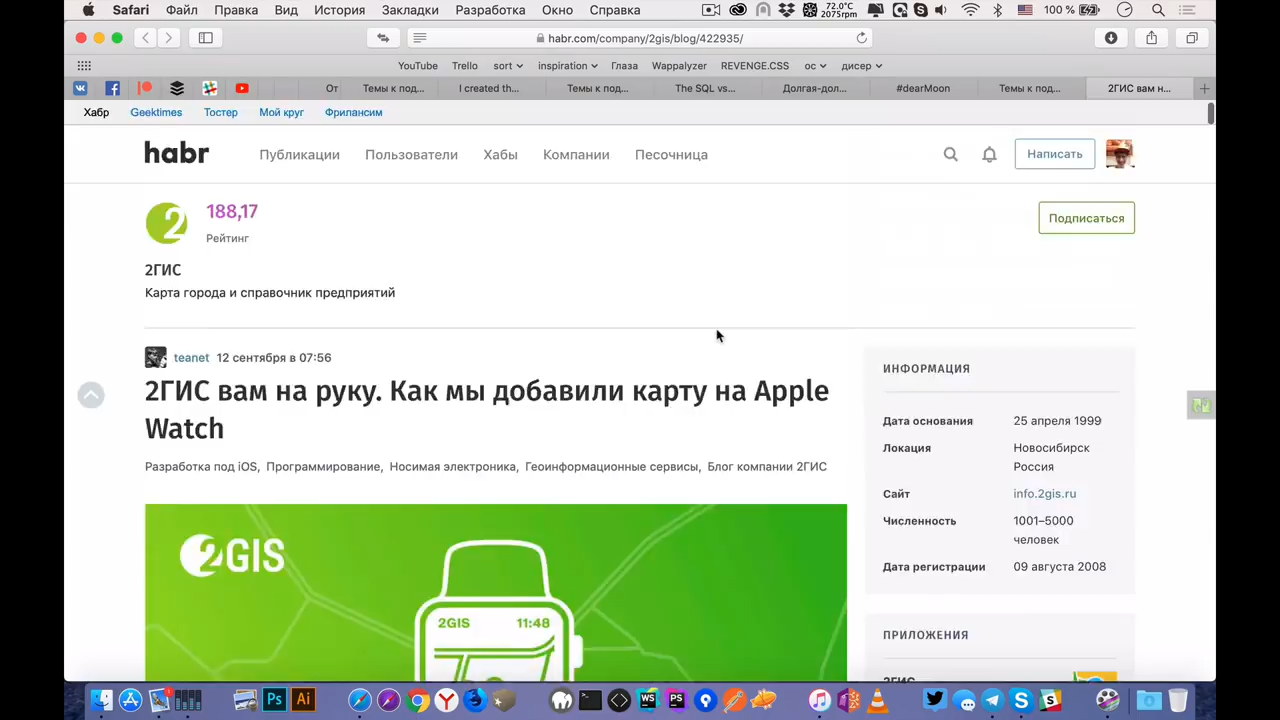 Safari Файл Правка Вид История Закладки Разработка Окно Справка 72.0°C 2075rpm 100 %
habr.com/company/2gis/blog/422935/
YouTube Trello sort inspiration Глаза Wappalyzer REVENGE.CSS ос дисер
От Темы к под... I created th... Темы к под... The SQL vs... Долгая-дол... #dearMoon Темы к под... 2ГИС вам н...
Хабр Geektimes Тостер Мой круг Фрилансим
habr Публикации Пользователи Хабы Компании Песочница Написать
2 188,17
Рейтинг
Подписаться
2ГИС
Карта города и справочник предприятий
teanet 12 сентября в 07:56
2ГИС вам на руку. Как мы добавили карту на Apple
Watch
Разработка под iOS, Программирование, Носимая электроника, Геоинформационные сервисы, Блог компании 2ГИС
2GIS
2GIS 11:48
ИНФОРМАЦИЯ
Дата основания 25 апреля 1999
Локация Новосибирск
Россия
Сайт info.2gis.ru
Численность 1001–5000
человек
Дата регистрации 09 августа 2008
ПРИЛОЖЕНИЯ
2ГИС
Ps Ai WS PS